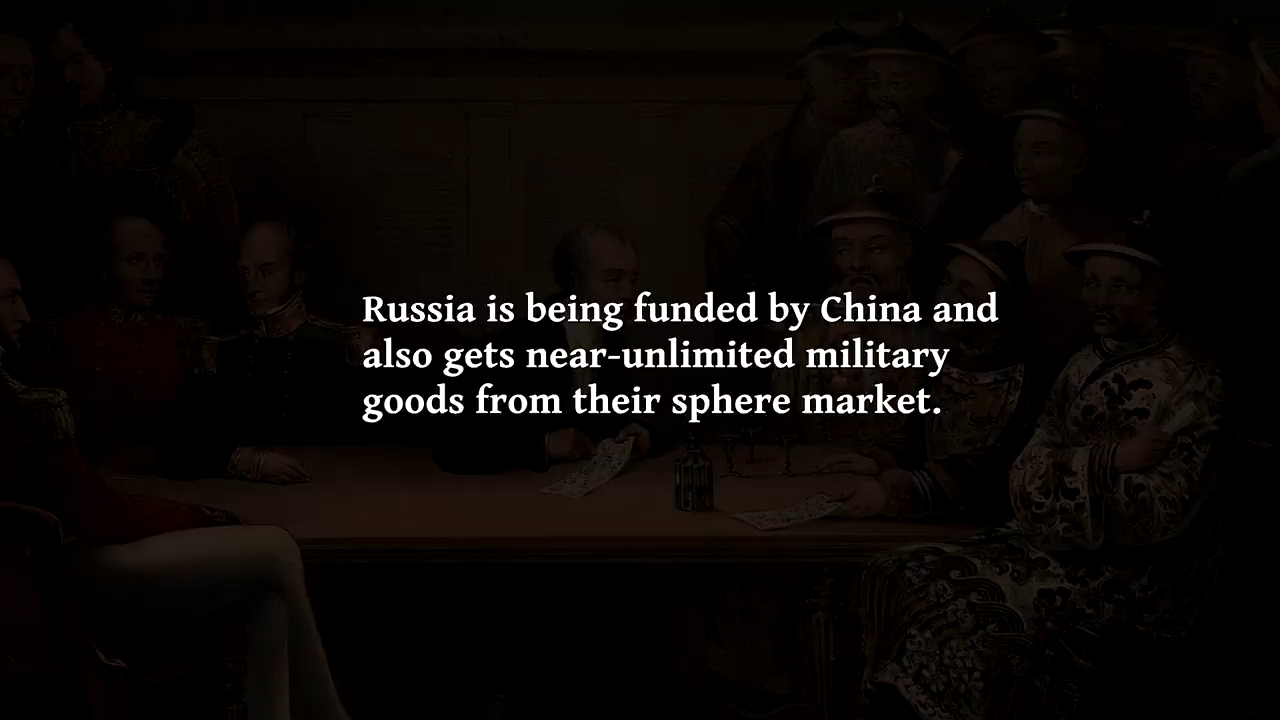 Russia is being funded by China and
also gets near-unlimited military
goods from their sphere market.